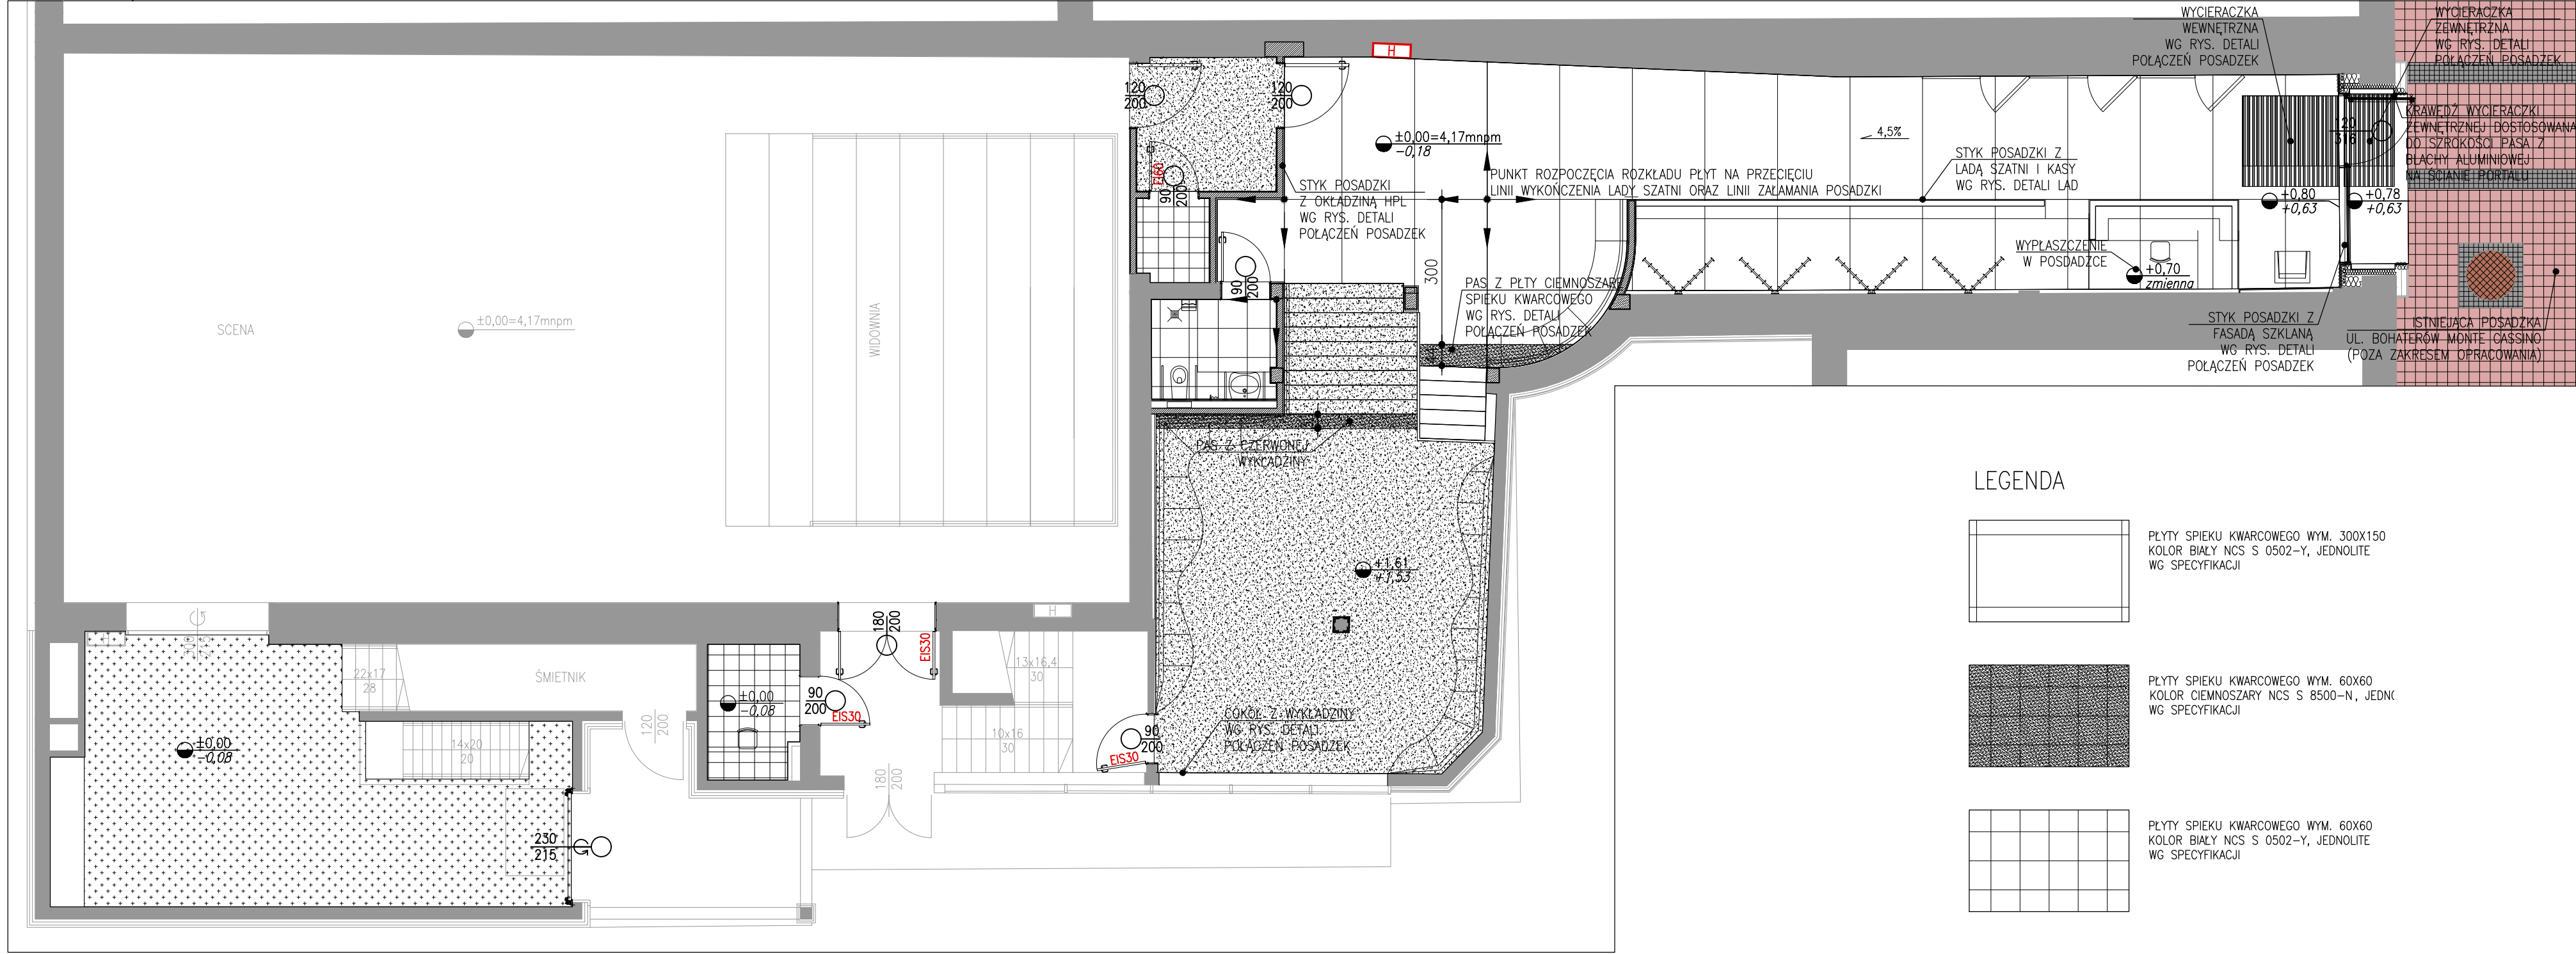 WYCIERACZKA
WEWNĘTRZNA
WG RYS. DETALI
POŁĄCZEŃ POSADZEK
WYCIERACZKA
ZEWNĘTRZNA
WG RYS. DETALI
POŁĄCZEŃ POSADZEK
H
120
200
120
200
±0,00=4,17mnpm
-0,18
4,5%
KRAWĘDŹ WYCIERACZKI
ZEWNĘTRZNEJ DOSTOSOWANA
DO SZROKOŚCI PASA Z
BLACHY ALUMINIOWEJ
NA ŚCIANIE PORTALU
120
316
EI60
90
200
STYK POSADZKI
Z OKŁADZINĄ HPL
WG RYS. DETALI
POŁĄCZEŃ POSADZEK
PUNKT ROZPOCZĘCIA ROZKŁADU PŁYT NA PRZECIĘCIU
LINII WYKOŃCZENIA LADY SZATNI ORAZ LINII ZAŁAMANIA POSADZKI
STYK POSADZKI Z
LADĄ SZATNI I KASY
WG RYS. DETALI LAD
+0,80
+0,63
+0,78
+0,63
WYPŁASZCZENIE
W POSDADZCE
+0,70
zmienna
90
200
300
PAS Z PŁTY CIEMNOSZARE
SPIEKU KWARCOWEGO
WG RYS. DETALI
POŁĄCZEŃ POSADZEK
STYK POSADZKI Z
FASADĄ SZKLANĄ
WG RYS. DETALI
POŁĄCZEŃ POSADZEK
ISTNIEJĄCA POSADZKA
UL. BOHATERÓW MONTE CASSINO
(POZA ZAKRESEM OPRACOWANIA)
SCENA
±0,00=4,17mnpm
WIDOWNIA
PAS Z CZERWONEJ
WYKŁADZINY
+1,61
+1,53
LEGENDA
PŁYTY SPIEKU KWARCOWEGO WYM. 300X150
KOLOR BIAŁY NCS S 0502-Y, JEDNOLITE
WG SPECYFIKACJI
PŁYTY SPIEKU KWARCOWEGO WYM. 60X60
KOLOR CIEMNOSZARY NCS S 8500-N, JEDN
WG SPECYFIKACJI
PŁYTY SPIEKU KWARCOWEGO WYM. 60X60
KOLOR BIAŁY NCS S 0502-Y, JEDNOLITE
WG SPECYFIKACJI
H
180
200
EIS30
22x17
28
ŚMIETNIK
13x16,4
30
±0,00
-0,08
90
200
EIS30
120
200
10x16
30
COKÓŁ Z WYKŁADZINY
WG RYS. DETALI
POŁĄCZEŃ POSADZEK
90
200
EIS30
±0,00
-0,08
14x20
20
180
200
230
215